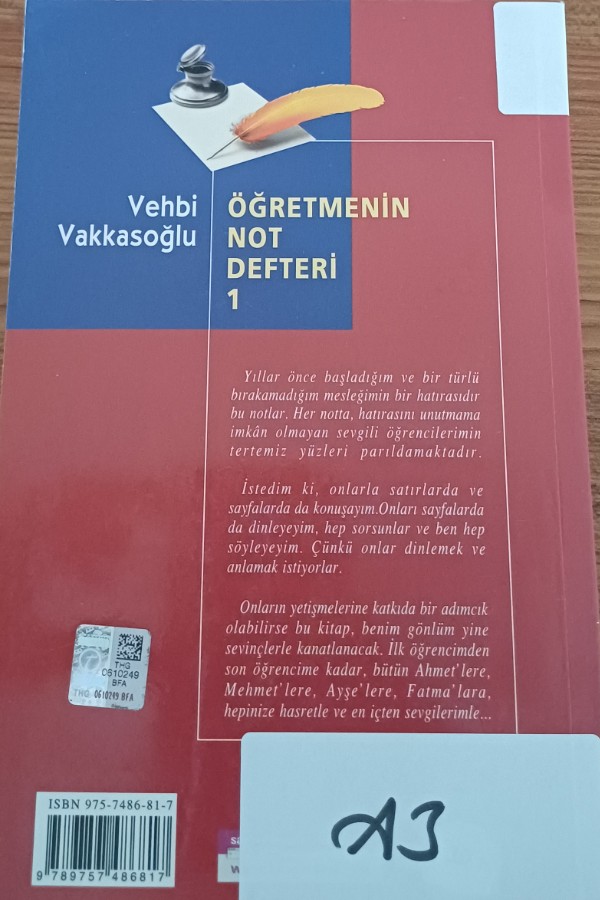 Vehbi
Vakkasoğlu
ÖĞRETMENİN
NOT
DEFTERİ
1
Yıllar önce başladığım ve bir türlü
bırakamadığım mesleğimin bir hatırasıdır
bu notlar. Her notta, hatırasını unutmama
imkân olmayan sevgili öğrencilerimin
tertemiz yüzleri parıldamaktadır.
İstedim ki, onlarla satırlarda ve
sayfalarda da konuşayım.Onları sayfalarda
da dinleyeyim, hep sorsunlar ve ben hep
söyleyeyim. Çünkü onlar dinlemek ve
anlamak istiyorlar.
Onların yetişmelerine katkıda bir adımcık
olabilirse bu kitap, benim gönlüm yine
sevinçlerle kanatlanacak. İlk öğrencimden
son öğrencime kadar, bütün Ahmet'lere,
Mehmet'lere, Ayşe'lere, Fatma'lara,
hepinize hasretle ve en içten sevgilerimle...
THG
0610249
BFA
THG 0610249 BFA
ISBN 975-7486-81-7
9 789757 486817
A3